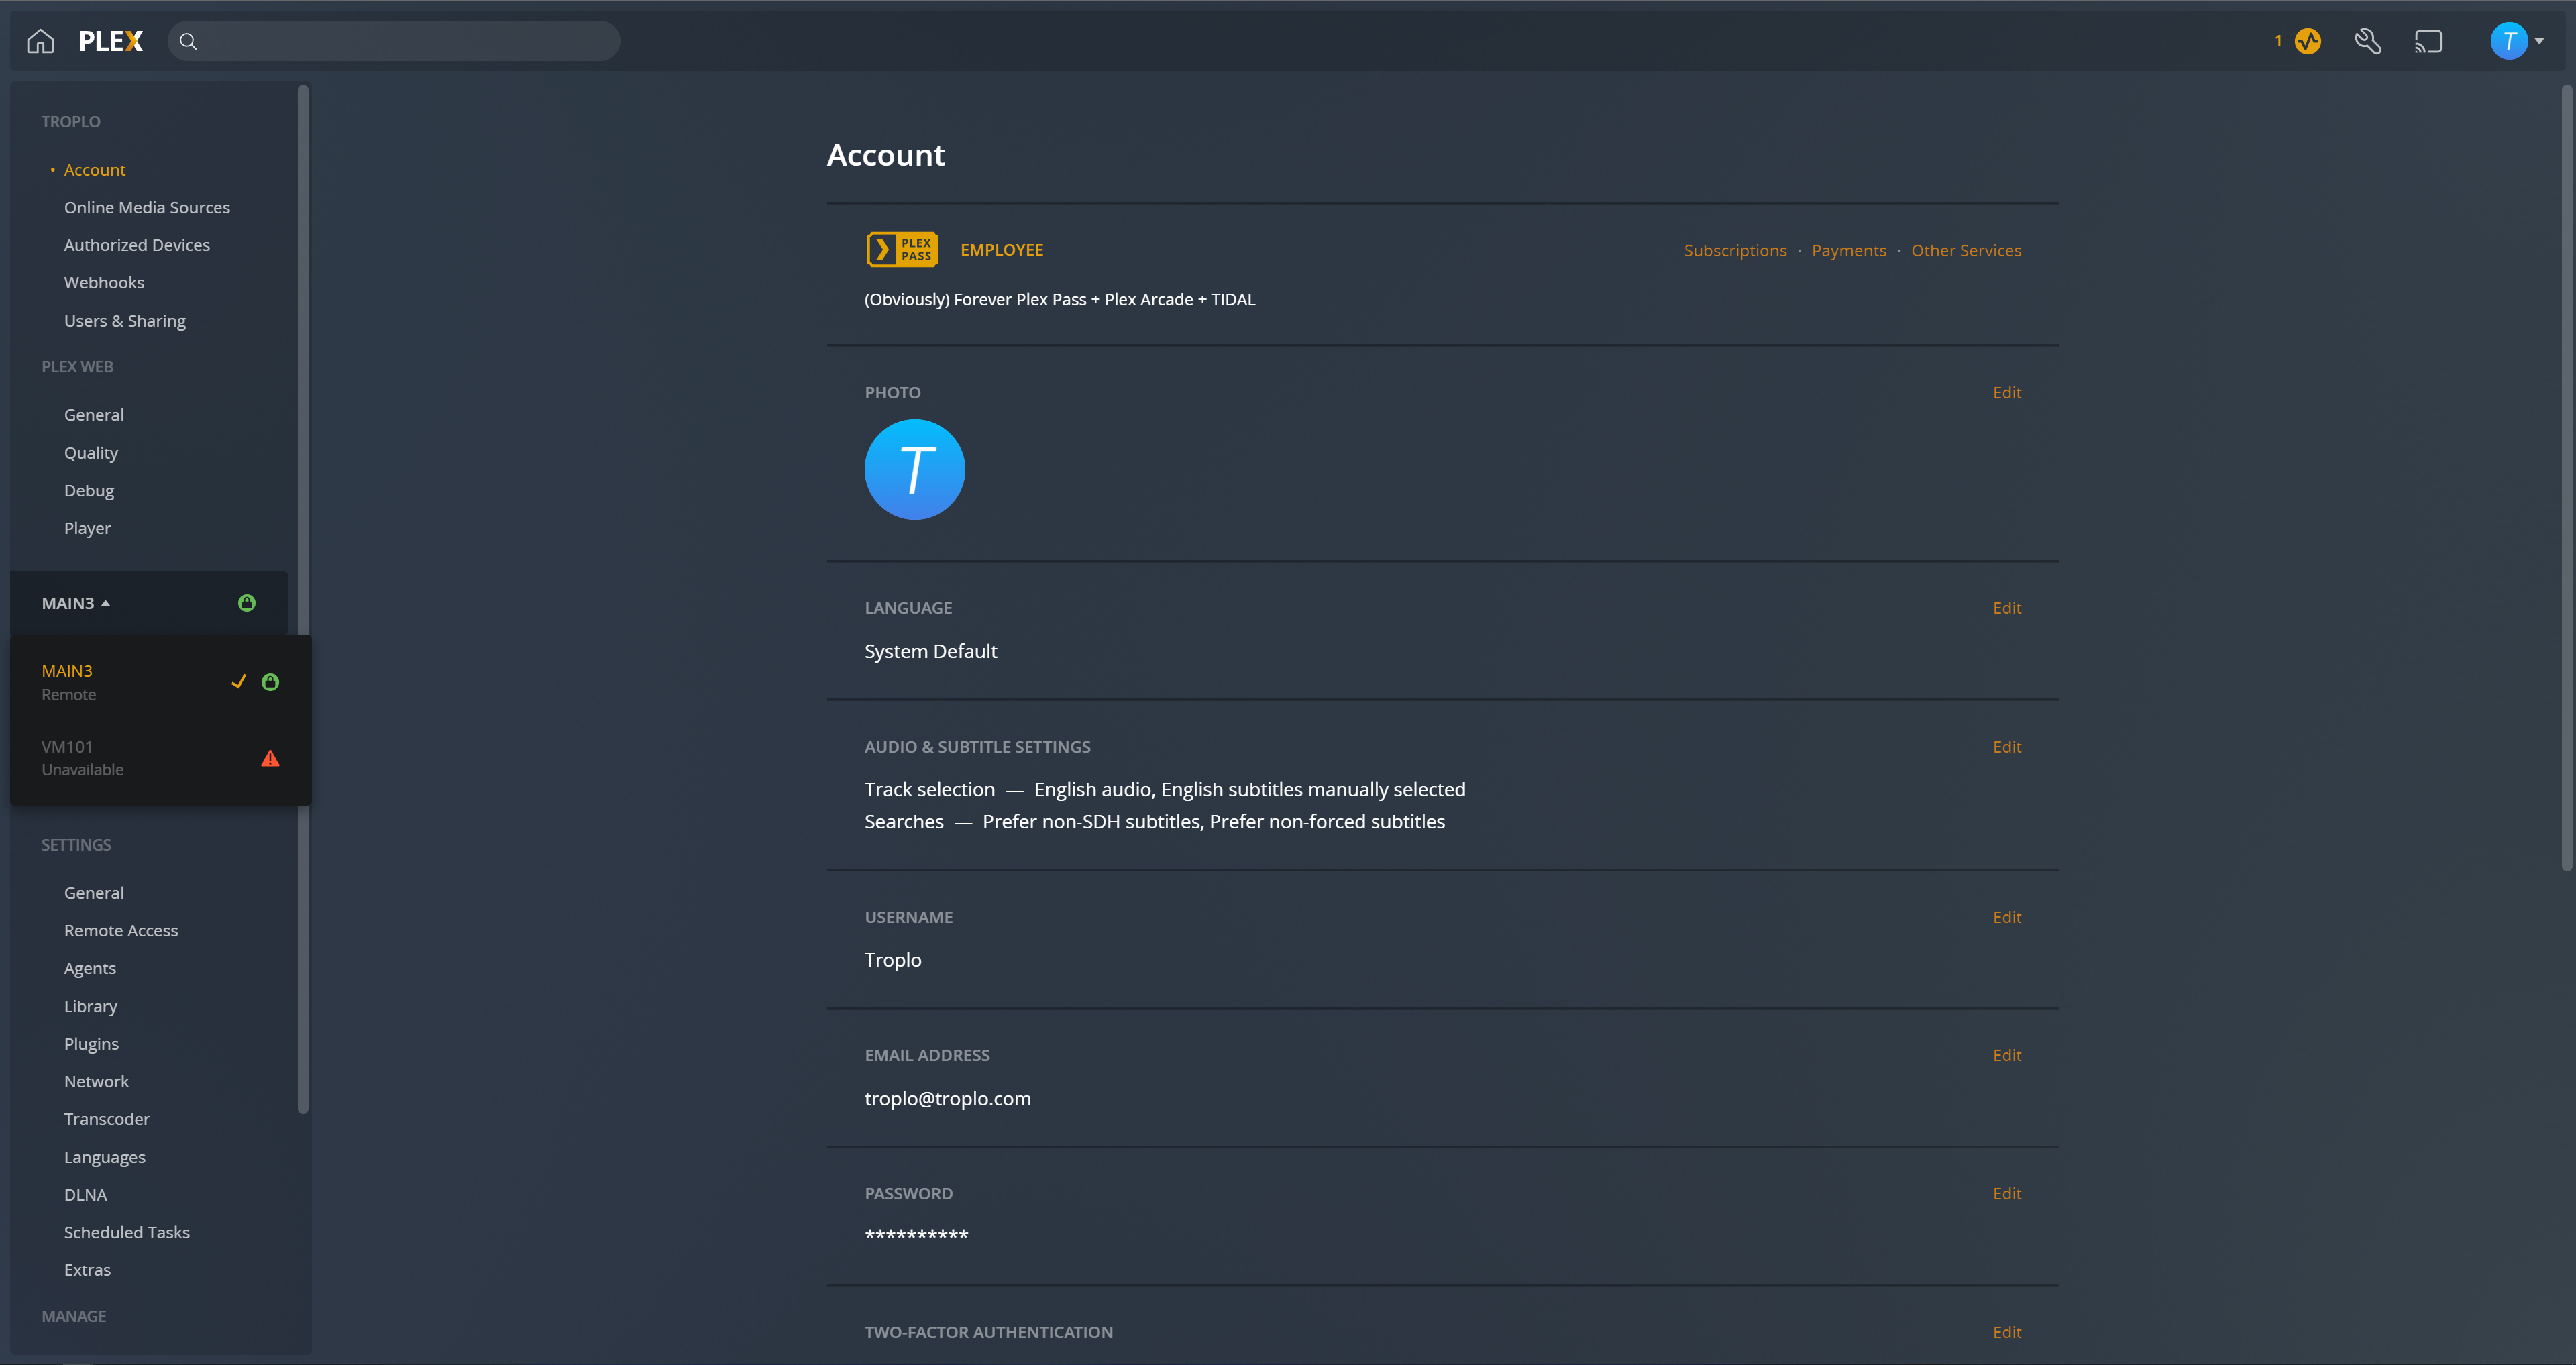 PLEX
1
T
TROPLO
Account
Online Media Sources
Authorized Devices
Webhooks
Users & Sharing
PLEX WEB
General
Quality
Debug
Player
MAIN3
MAIN3
Remote
VM101
Unavailable
SETTINGS
General
Remote Access
Agents
Library
Plugins
Network
Transcoder
Languages
DLNA
Scheduled Tasks
Extras
MANAGE
Account
PLEX
PASS
EMPLOYEE
Subscriptions · Payments · Other Services
(Obviously) Forever Plex Pass + Plex Arcade + TIDAL
PHOTO
Edit
T
LANGUAGE
Edit
System Default
AUDIO & SUBTITLE SETTINGS
Edit
Track selection — English audio, English subtitles manually selected
Searches — Prefer non-SDH subtitles, Prefer non-forced subtitles
USERNAME
Edit
Troplo
EMAIL ADDRESS
Edit
troplo@troplo.com
PASSWORD
Edit
**********
TWO-FACTOR AUTHENTICATION
Edit